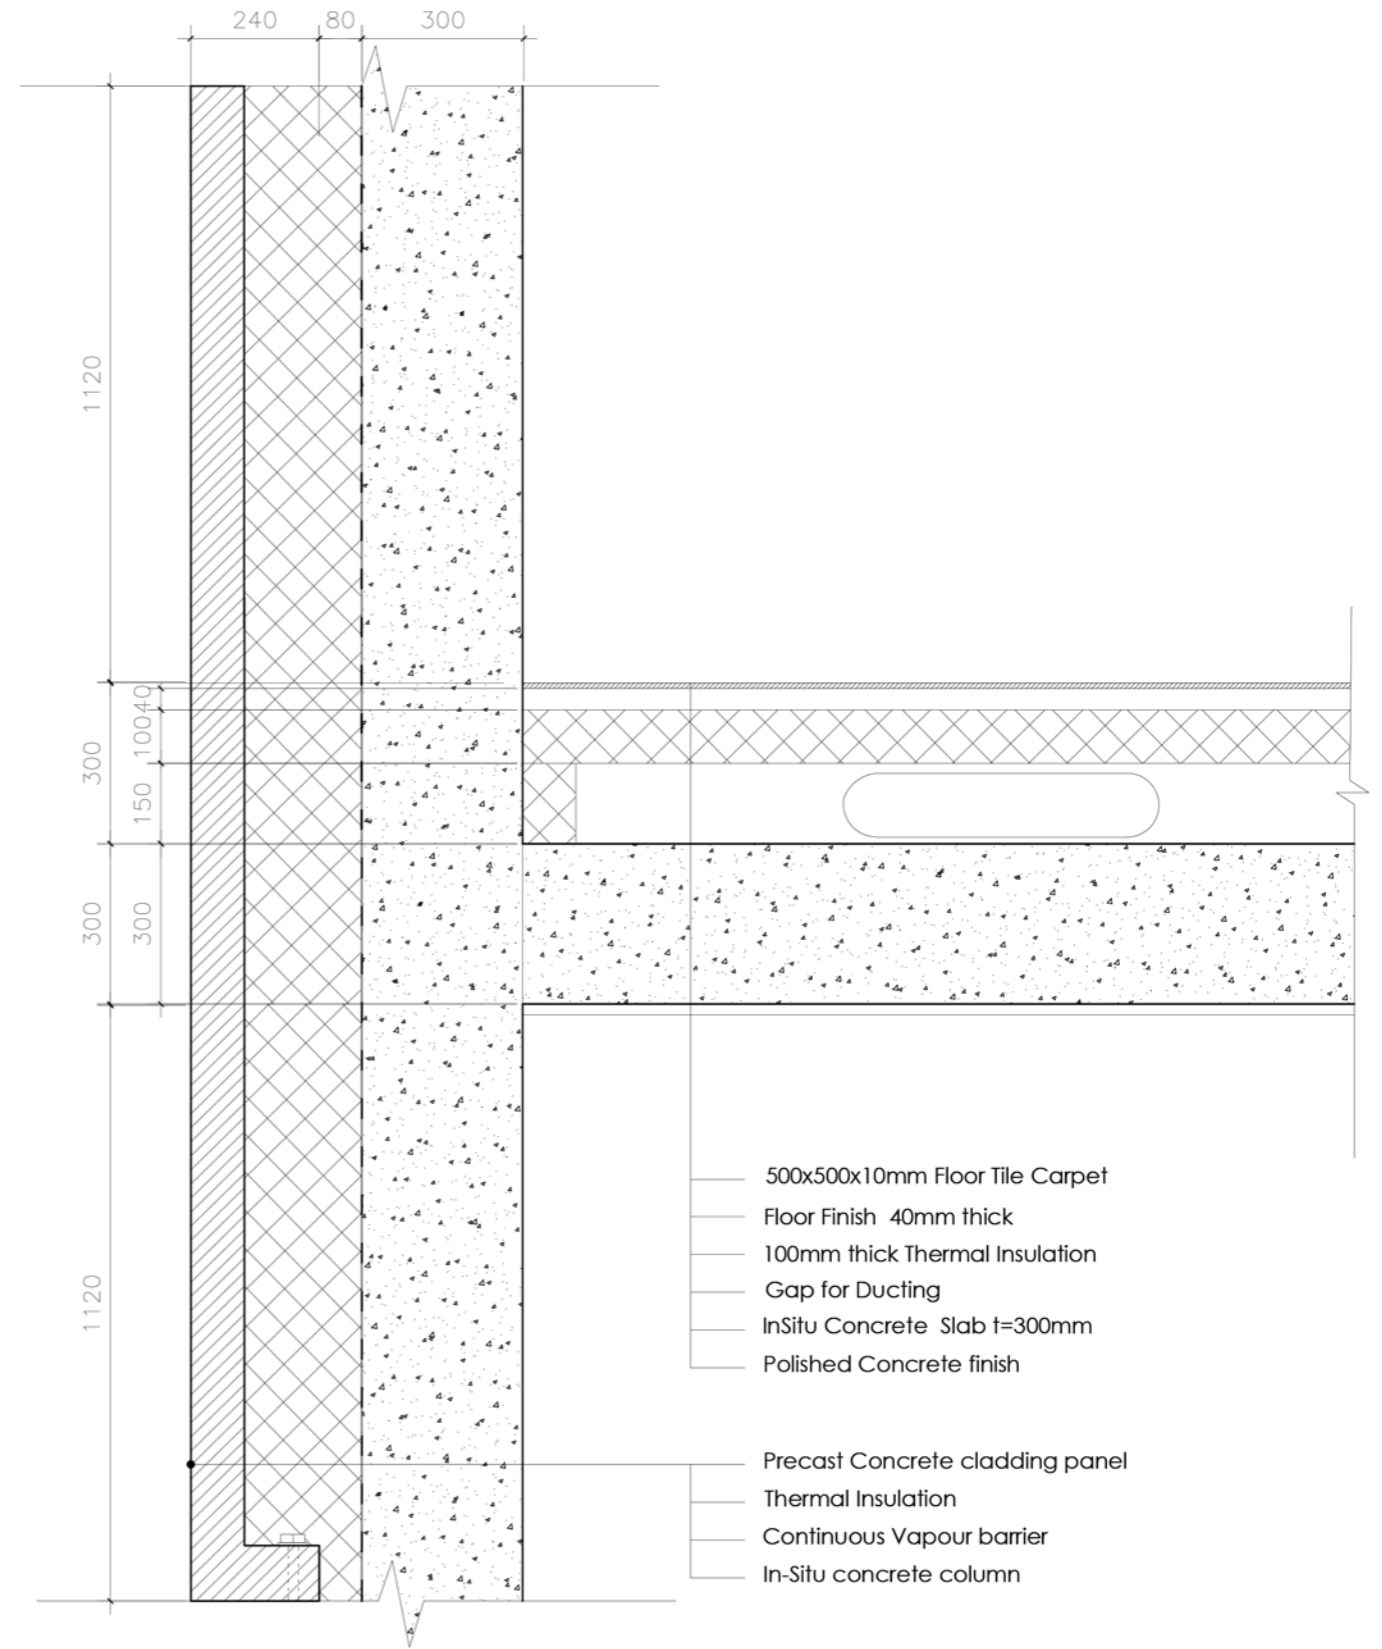 240 80 300
1120
40
100
300
150
300
300
1120
500x500x10mm Floor Tile Carpet
Floor Finish 40mm thick
100mm thick Thermal Insulation
Gap for Ducting
InSitu Concrete Slab t=300mm
Polished Concrete finish
Precast Concrete cladding panel
Thermal Insulation
Continuous Vapour barrier
In-Situ concrete column